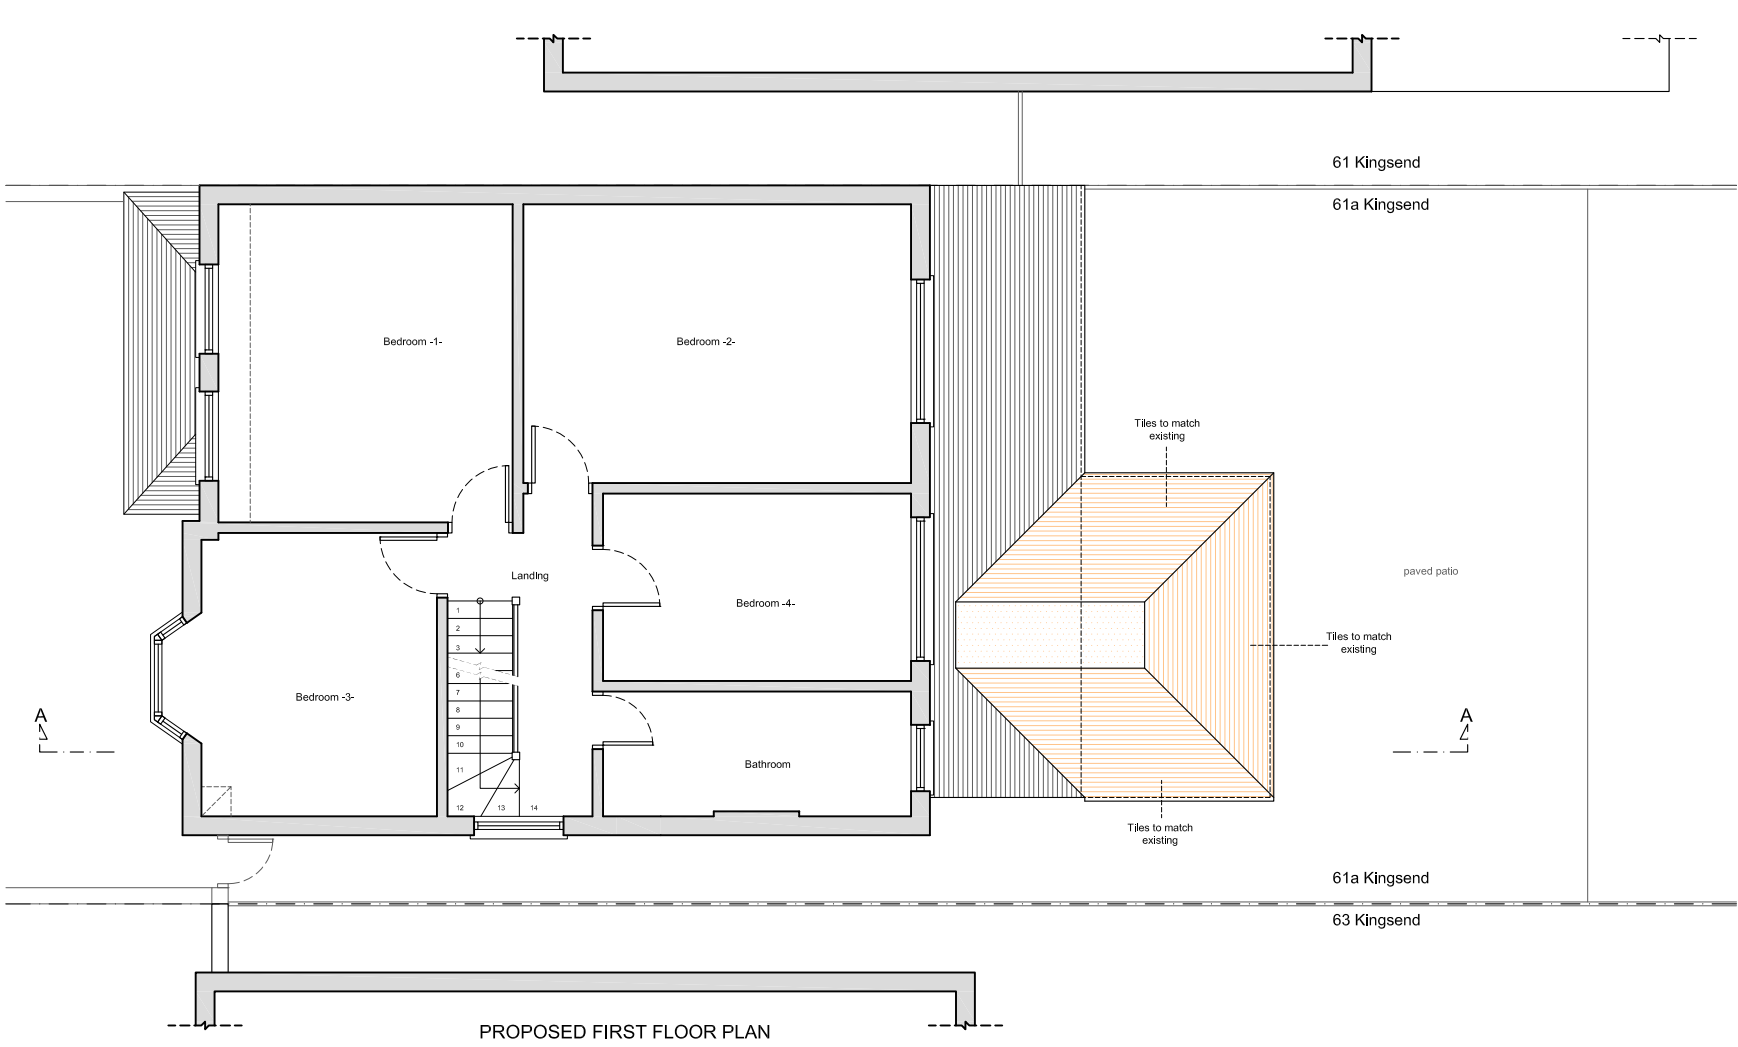 61 Kingsend
61a Kingsend
Bedroom -1-
Bedroom -2-
Tiles to match
existing
Landing
paved patio
Bedroom -4-
1
2
3
6
7
8
9
10
11
12
13
14
Tiles to match
existing
Bedroom -3-
A
A
Bathroom
Tiles to match
existing
61a Kingsend
63 Kingsend
PROPOSED FIRST FLOOR PLAN